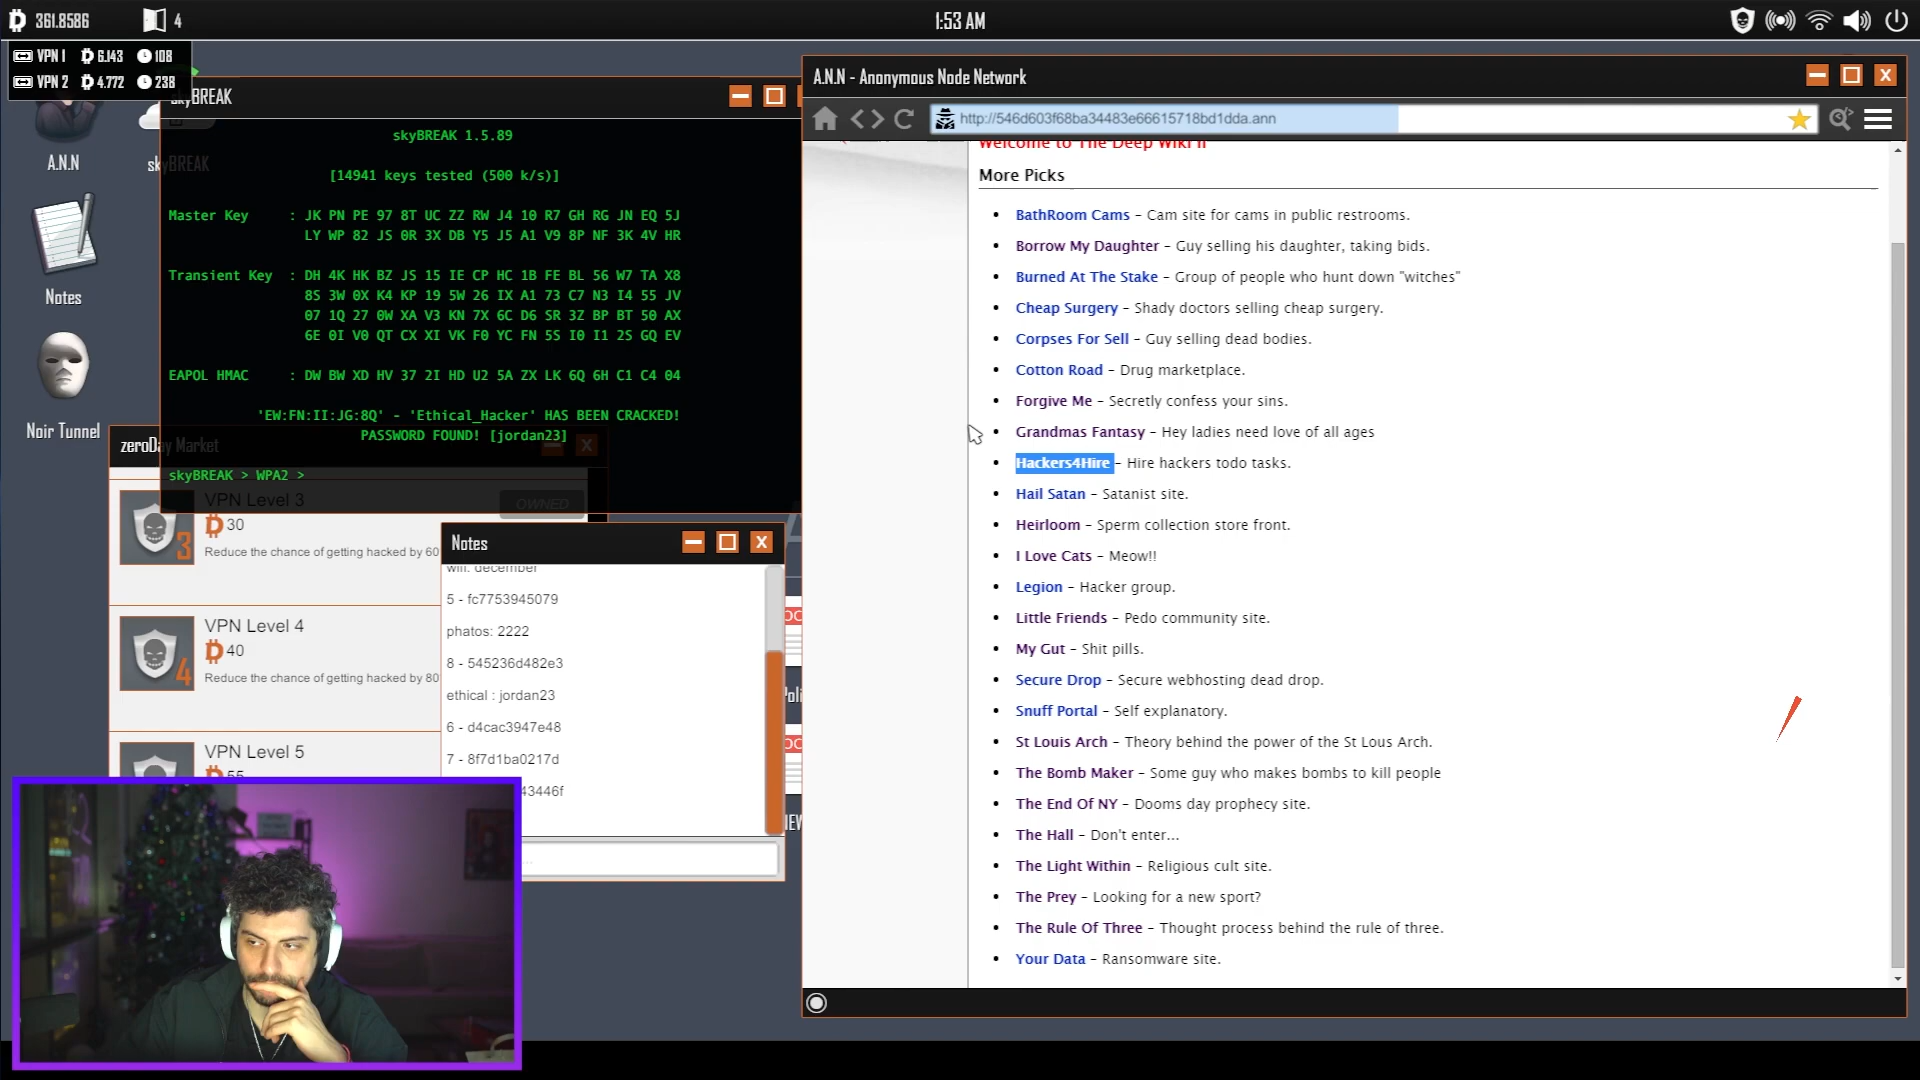 361.8586
4
1:53 AM
VPN 1 6.143 108
VPN 2 4.772 238
A.N.N
skyBREAK
Notes
Noir Tunnel
skyBREAK
skyBREAK 1.5.89
[14941 keys tested (500 k/s)]
Master Key : JK PN PE 97 8T UC ZZ RW J4 10 R7 GH RG JN EQ 5J
LY WP 82 JS 0R 3X DB Y5 J5 A1 V9 8P NF 3K 4V HR
Transient Key : DH 4K HK BZ JS 15 IE CP HC 1B FE BL 56 W7 TA X8
8S 3W 0X K4 KP 19 5W 26 IX A1 73 C7 N3 I4 55 JV
07 1Q 27 0W XA V3 KN 7X 6C D6 SR 3Z BP BT 50 AX
6E 0I V0 QT CX XI VK F0 YC FN 5S I0 I1 2S GQ EV
EAPOL HMAC : DW BW XD HV 37 2I HD U2 5A ZX LK 6Q 6H C1 C4 04
'EW:FN:II:JG:8Q' - 'Ethical_Hacker' HAS BEEN CRACKED!
PASSWORD FOUND! [jordan23]
skyBREAK > WPA2 >
zeroDay Market
VPN Level 3
30
OWNED
Reduce the chance of getting hacked by 60
VPN Level 4
40
Reduce the chance of getting hacked by 80
VPN Level 5
55
Notes
will: december
5 - fc7753945079
phatos: 2222
8 - 545236d482e3
ethical : jordan23
6 - d4cac3947e48
7 - 8f7d1ba0217d
43446f
A.N.N - Anonymous Node Network
http://546d603f68ba34483e66615718bd1dda.ann
Welcome to The Deep Wiki II
More Picks
BathRoom Cams - Cam site for cams in public restrooms.
Borrow My Daughter - Guy selling his daughter, taking bids.
Burned At The Stake - Group of people who hunt down "witches"
Cheap Surgery - Shady doctors selling cheap surgery.
Corpses For Sell - Guy selling dead bodies.
Cotton Road - Drug marketplace.
Forgive Me - Secretly confess your sins.
Grandmas Fantasy - Hey ladies need love of all ages
Hackers4Hire - Hire hackers todo tasks.
Hail Satan - Satanist site.
Heirloom - Sperm collection store front.
I Love Cats - Meow!!
Legion - Hacker group.
Little Friends - Pedo community site.
My Gut - Shit pills.
Secure Drop - Secure webhosting dead drop.
Snuff Portal - Self explanatory.
St Louis Arch - Theory behind the power of the St Lous Arch.
The Bomb Maker - Some guy who makes bombs to kill people
The End Of NY - Dooms day prophecy site.
The Hall - Don't enter...
The Light Within - Religious cult site.
The Prey - Looking for a new sport?
The Rule Of Three - Thought process behind the rule of three.
Your Data - Ransomware site.